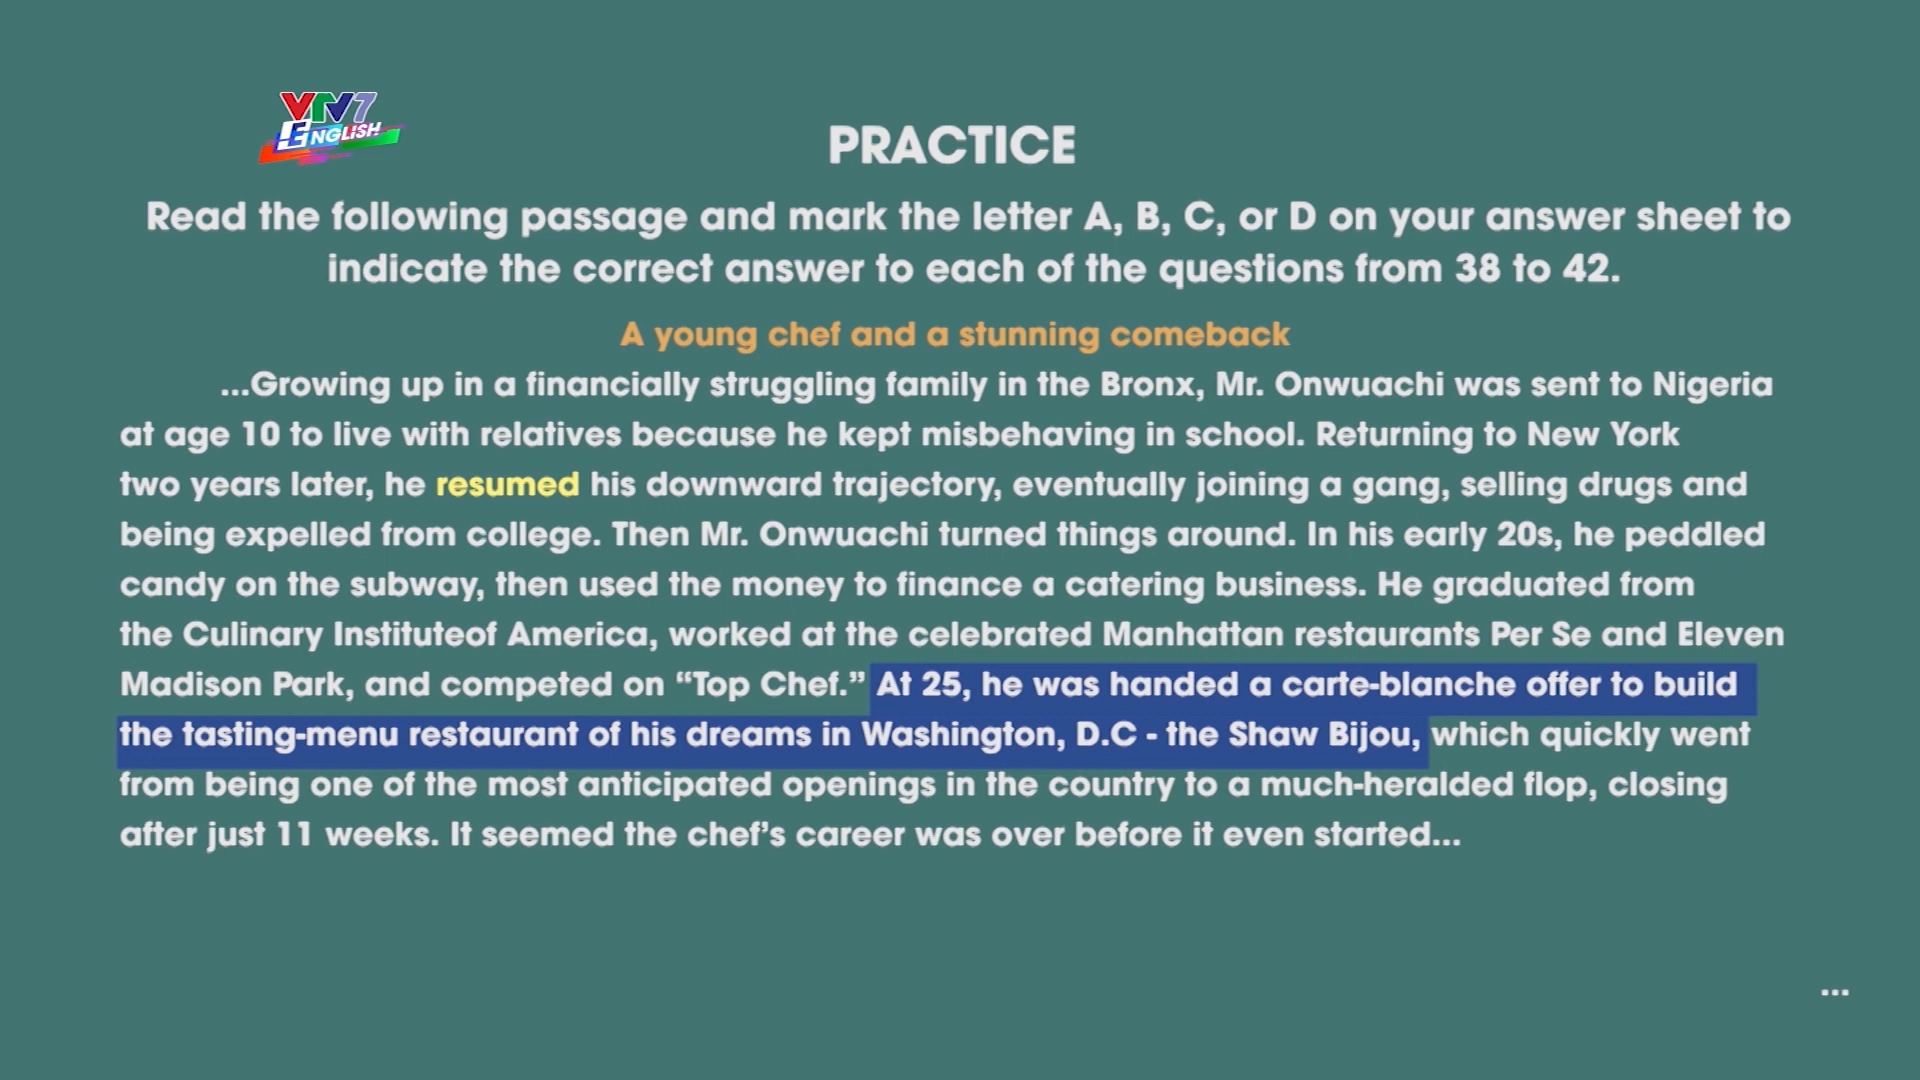 VTV7
ENGLISH
PRACTICE
Read the following passage and mark the letter A, B, C, or D on your answer sheet to
indicate the correct answer to each of the questions from 38 to 42.
A young chef and a stunning comeback
...Growing up in a financially struggling family in the Bronx, Mr. Onwuachi was sent to Nigeria
at age 10 to live with relatives because he kept misbehaving in school. Returning to New York
two years later, he resumed his downward trajectory, eventually joining a gang, selling drugs and
being expelled from college. Then Mr. Onwuachi turned things around. In his early 20s, he peddled
candy on the subway, then used the money to finance a catering business. He graduated from
the Culinary Instituteof America, worked at the celebrated Manhattan restaurants Per Se and Eleven
Madison Park, and competed on “Top Chef.” At 25, he was handed a carte-blanche offer to build
the tasting-menu restaurant of his dreams in Washington, D.C - the Shaw Bijou, which quickly went
from being one of the most anticipated openings in the country to a much-heralded flop, closing
after just 11 weeks. It seemed the chef’s career was over before it even started...
...